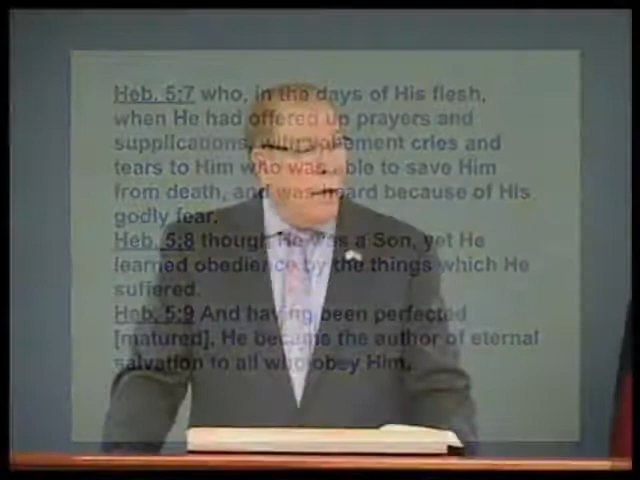 Heb. 5:7 who, in the days of His flesh,
when He had offered up prayers and
supplications, with vehement cries and
tears to Him who was able to save Him
from death, and was heard because of His
godly fear.
Heb. 5:8 though He was a Son, yet He
learned obedience by the things which He
suffered.
Heb. 5:9 And having been perfected
[matured], He became the author of eternal
salvation to all who obey Him,